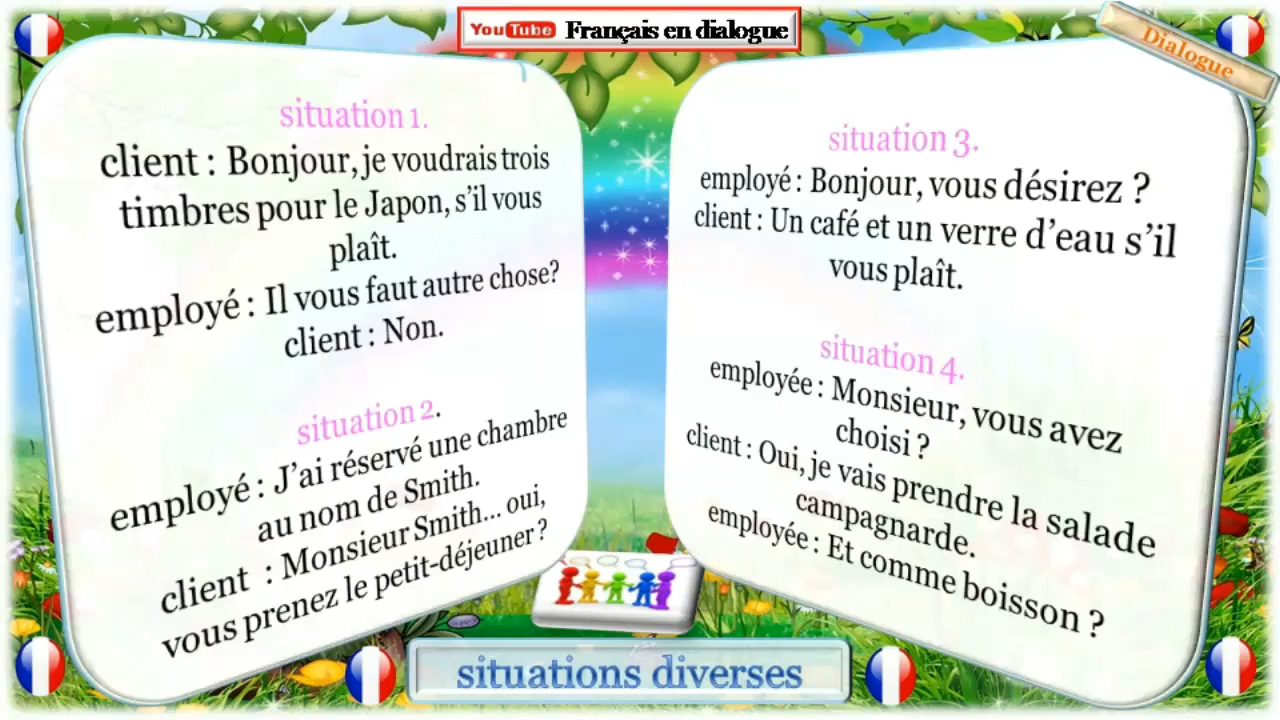 YouTube Français en dialogue
Dialogue
situation 1.
client : Bonjour, je voudrais trois
timbres pour le Japon, s'il vous
plaît.
employé : Il vous faut autre chose?
client : Non.
situation 2.
employé : J'ai réservé une chambre
au nom de Smith.
client : Monsieur Smith... oui,
vous prenez le petit-déjeuner ?
situation 3.
employé : Bonjour, vous désirez ?
client : Un café et un verre d'eau s'il
vous plaît.
situation 4.
employée : Monsieur, vous avez
choisi ?
client : Oui, je vais prendre la salade
campagnarde.
employée : Et comme boisson ?
situations diverses